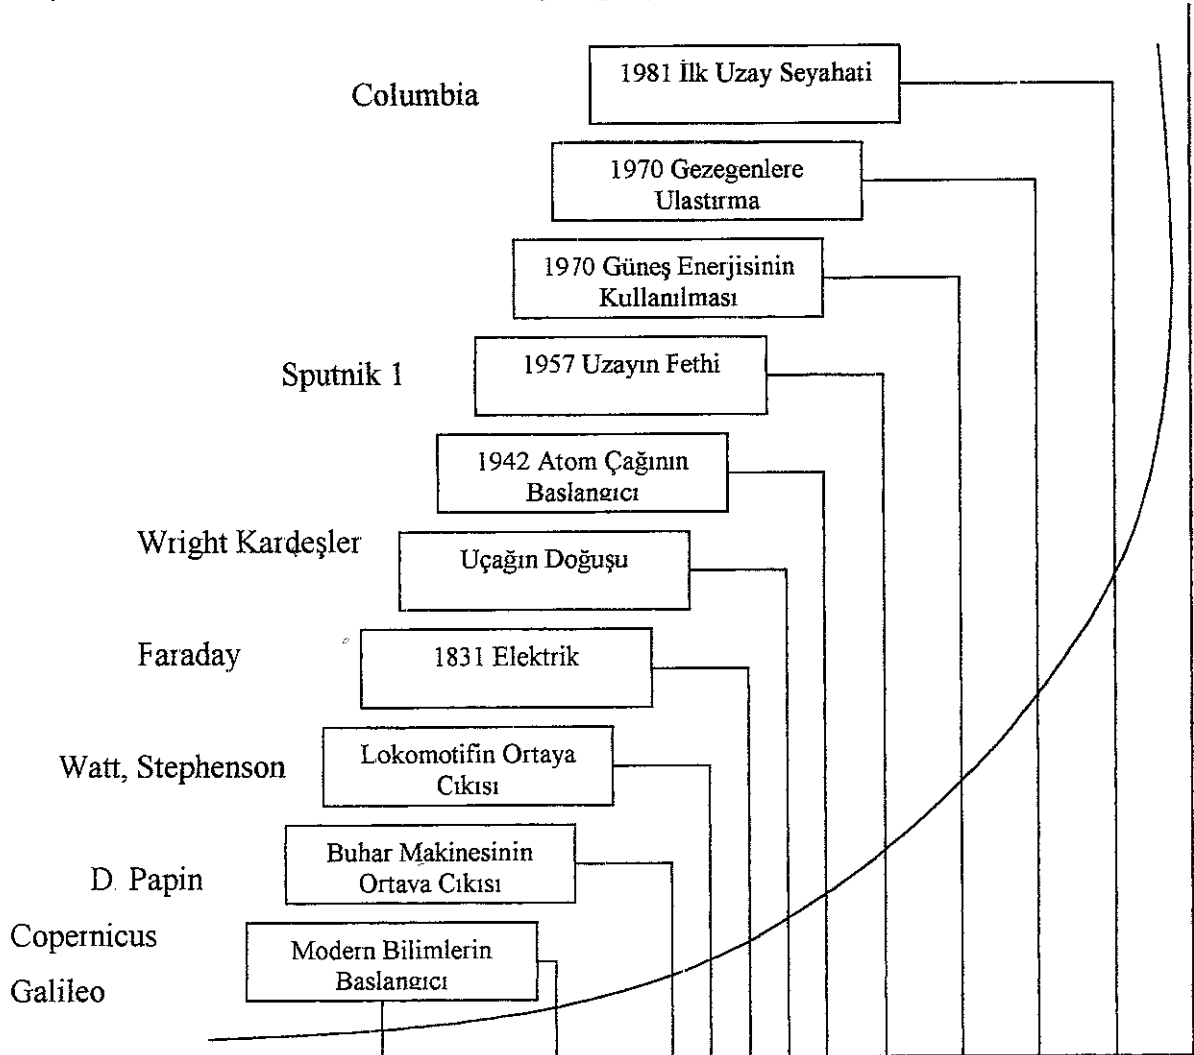 1981 İlk Uzay Seyahati
Columbia
1970 Gezegenlere
Ulastırma
1970 Güneş Enerjisinin
Kullanılması
1957 Uzayın Fethi
Sputnik 1
1942 Atom Çağının
Baslangıcı
Wright Kardeşler
Uçağın Doğuşu
Faraday
1831 Elektrik
Watt, Stephenson
Lokomotifin Ortaya
Cıkısı
Buhar Makinesinin
Ortava Cıkısı
D. Papin
Copernicus
Modern Bilimlerin
Baslangıcı
Galileo